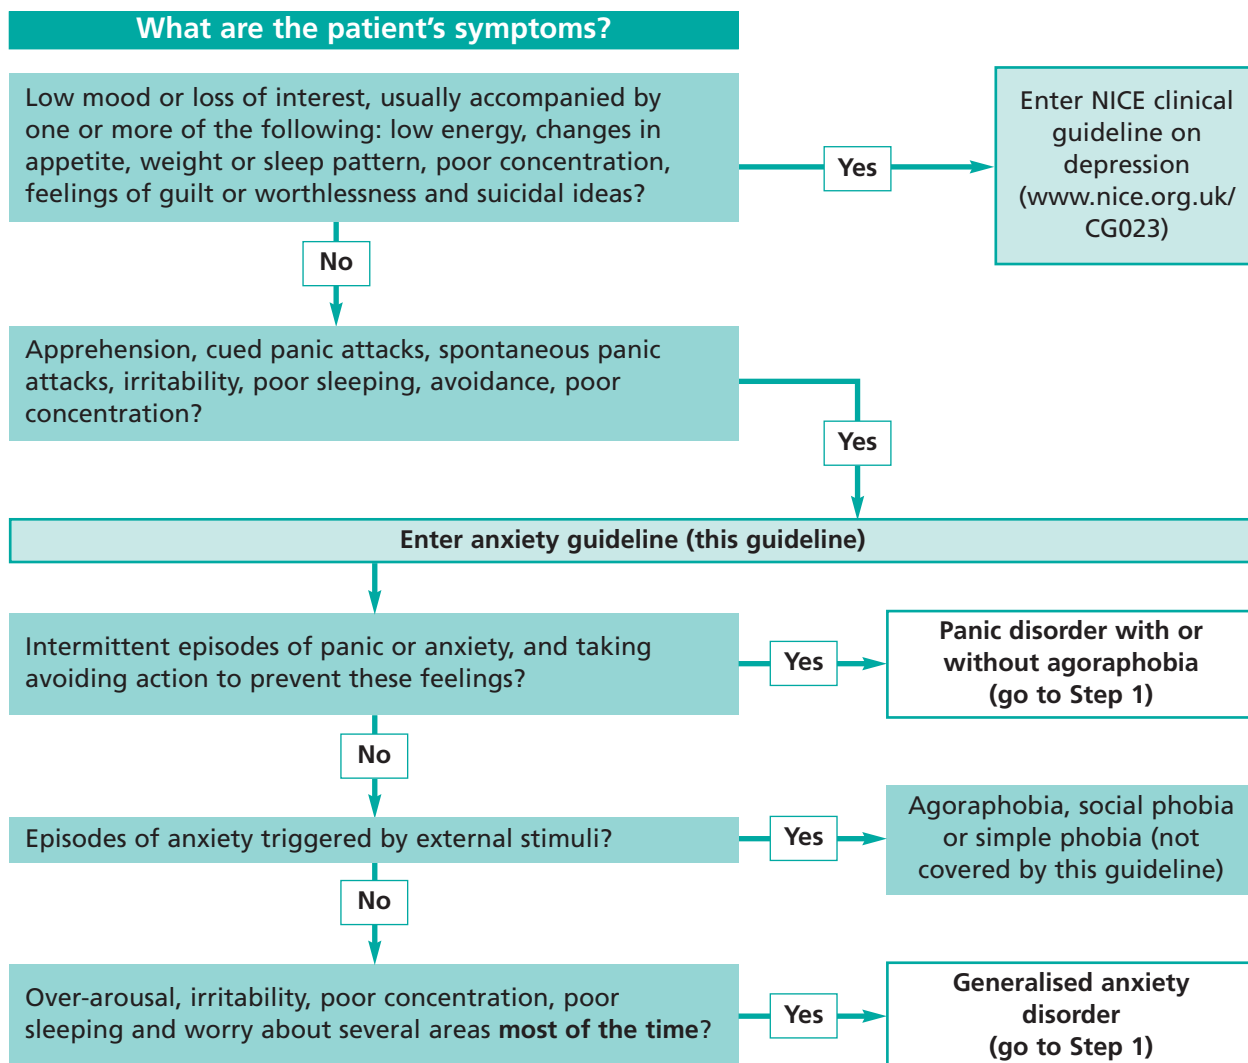 What are the patient's symptoms?
Low mood or loss of interest, usually accompanied by
one or more of the following: low energy, changes in
appetite, weight or sleep pattern, poor concentration,
feelings of guilt or worthlessness and suicidal ideas?
Yes
Enter NICE clinical
guideline on
depression
(www.nice.org.uk/
CG023)
No
Apprehension, cued panic attacks, spontaneous panic
attacks, irritability, poor sleeping, avoidance, poor
concentration?
Yes
Enter anxiety guideline (this guideline)
Intermittent episodes of panic or anxiety, and taking
avoiding action to prevent these feelings?
Yes
Panic disorder with or
without agoraphobia
(go to Step 1)
No
Episodes of anxiety triggered by external stimuli?
Yes
Agoraphobia, social phobia
or simple phobia (not
covered by this guideline)
No
Over-arousal, irritability, poor concentration, poor
sleeping and worry about several areas most of the time?
Yes
Generalised anxiety
disorder
(go to Step 1)